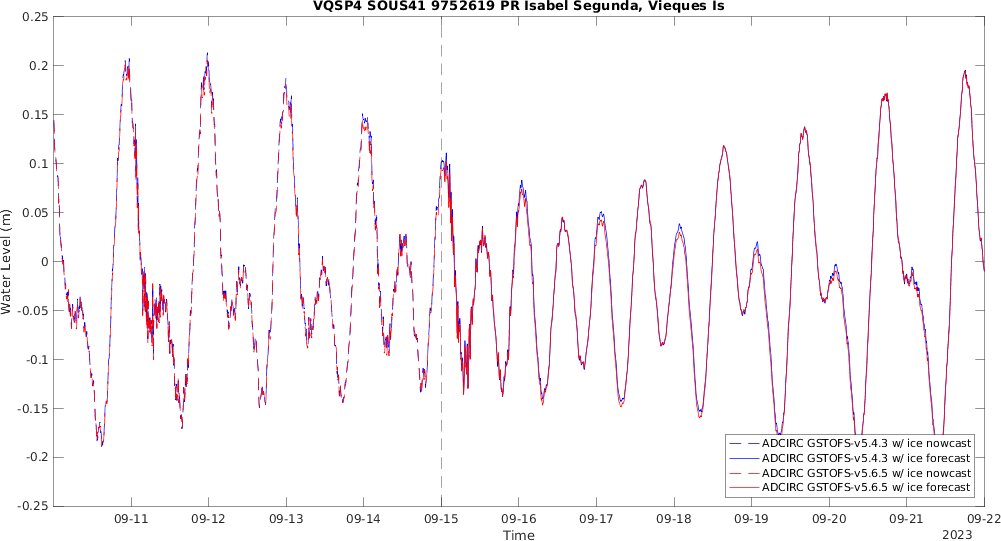 VQSP4 SOUS41 9752619 PR Isabel Segunda, Vieques Is
0.25
0.2
0.15
0.1
0.05
0
-0.05
-0.1
-0.15
-0.2
-0.25
Water Level (m)
ADCIRC GSTOFS-v5.4.3 w/ ice nowcast
ADCIRC GSTOFS-v5.4.3 w/ ice forecast
ADCIRC GSTOFS-v5.6.5 w/ ice nowcast
ADCIRC GSTOFS-v5.6.5 w/ ice forecast
09-11 09-12 09-13 09-14 09-15 09-16 09-17 09-18 09-19 09-20 09-21 09-22
Time
2023